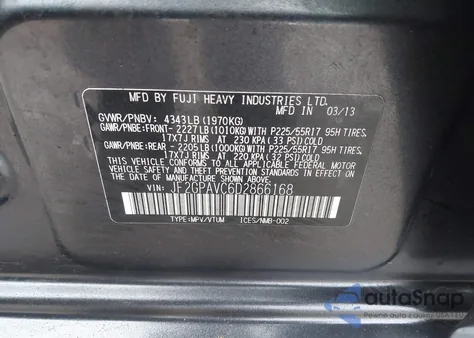 MFD BY FUJI HEAVY INDUSTRIES LTD.
MFD IN 03/13
GVWR/PNBV: 4343LB (1970KG)
GAWR/PNBE:FRONT- 2227LB(1010KG)WITH P225/55R17 95H TIRES,
17X7J RIMS AT 230 KPA (33 PSI)COLD
GAWR/PNBE:REAR - 2205LB(1000KG)WITH P225/55R17 95H TIRES,
17X7J RIMS AT 220 KPA (32 PSI)COLD
THIS VEHICLE CONFORMS TO ALL APPLICABLE
FEDERAL MOTOR VEHICLE SAFETY, BUMPER, AND
THEFT PREVENTION STANDARDS IN EFFECT ON THE
DATE OF MANUFACTURE SHOWN ABOVE.
VIN: JF2GPAVC6D2866168
TYPE:MPV/VTUM ICES/NMB-002
autoSnap